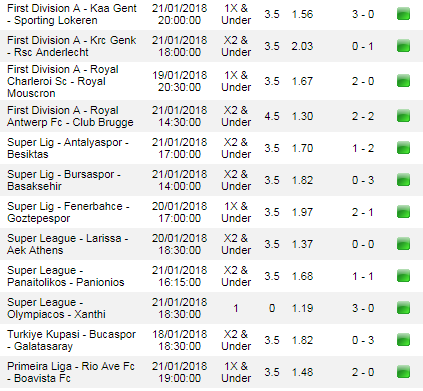 First Division A - Kaa Gent - Sporting Lokeren 21/01/2018 20:00:00 1X & Under 3.5 1.56 3 - 0
First Division A - Krc Genk - Rsc Anderlecht 21/01/2018 18:00:00 X2 & Under 3.5 2.03 0 - 1
First Division A - Royal Charleroi Sc - Royal Mouscron 19/01/2018 20:30:00 1X & Under 3.5 1.67 2 - 0
First Division A - Royal Antwerp Fc - Club Brugge 21/01/2018 14:30:00 X2 & Under 4.5 1.30 2 - 2
Super Lig - Antalyaspor - Besiktas 21/01/2018 17:00:00 X2 & Under 3.5 1.70 1 - 2
Super Lig - Bursaspor - Basaksehir 21/01/2018 14:00:00 X2 & Under 3.5 1.82 0 - 3
Super Lig - Fenerbahce - Goztepespor 20/01/2018 17:00:00 1X & Under 3.5 1.97 2 - 1
Super League - Larissa - Aek Athens 20/01/2018 18:30:00 X2 & Under 3.5 1.37 0 - 0
Super League - Panaitolikos - Panionios 21/01/2018 16:15:00 X2 & Under 3.5 1.68 1 - 1
Super League - Olympiacos - Xanthi 21/01/2018 18:30:00 1 0 1.19 3 - 0
Turkiye Kupasi - Bucaspor - Galatasaray 18/01/2018 18:30:00 X2 & Under 3.5 1.82 0 - 3
Primeira Liga - Rio Ave Fc - Boavista Fc 21/01/2018 19:00:00 1X & Under 3.5 1.48 2 - 0